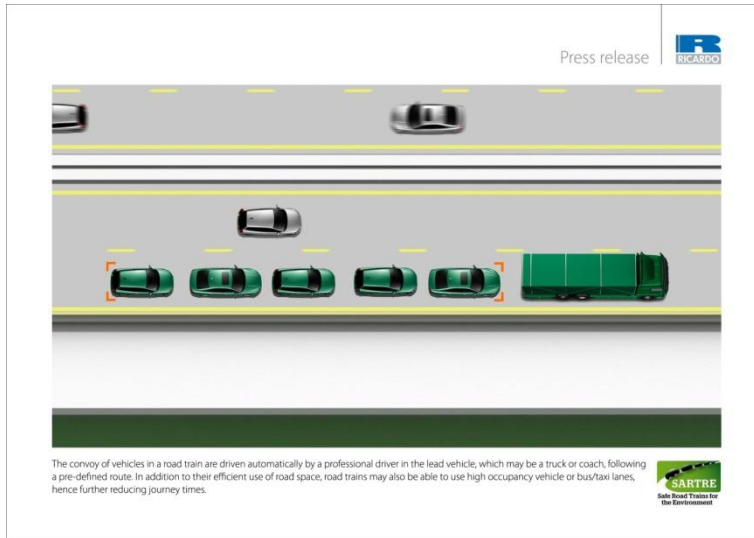 Press release
RICARDO
The convoy of vehicles in a road train are driven automatically by a professional driver in the lead vehicle, which may be a truck or coach, following
a pre-defined route. In addition to their efficient use of road space, road trains may also be able to use high occupancy vehicle or bus/taxi lanes,
hence further reducing journey times.
SARTRE
Safe Road Trains for
the Environment